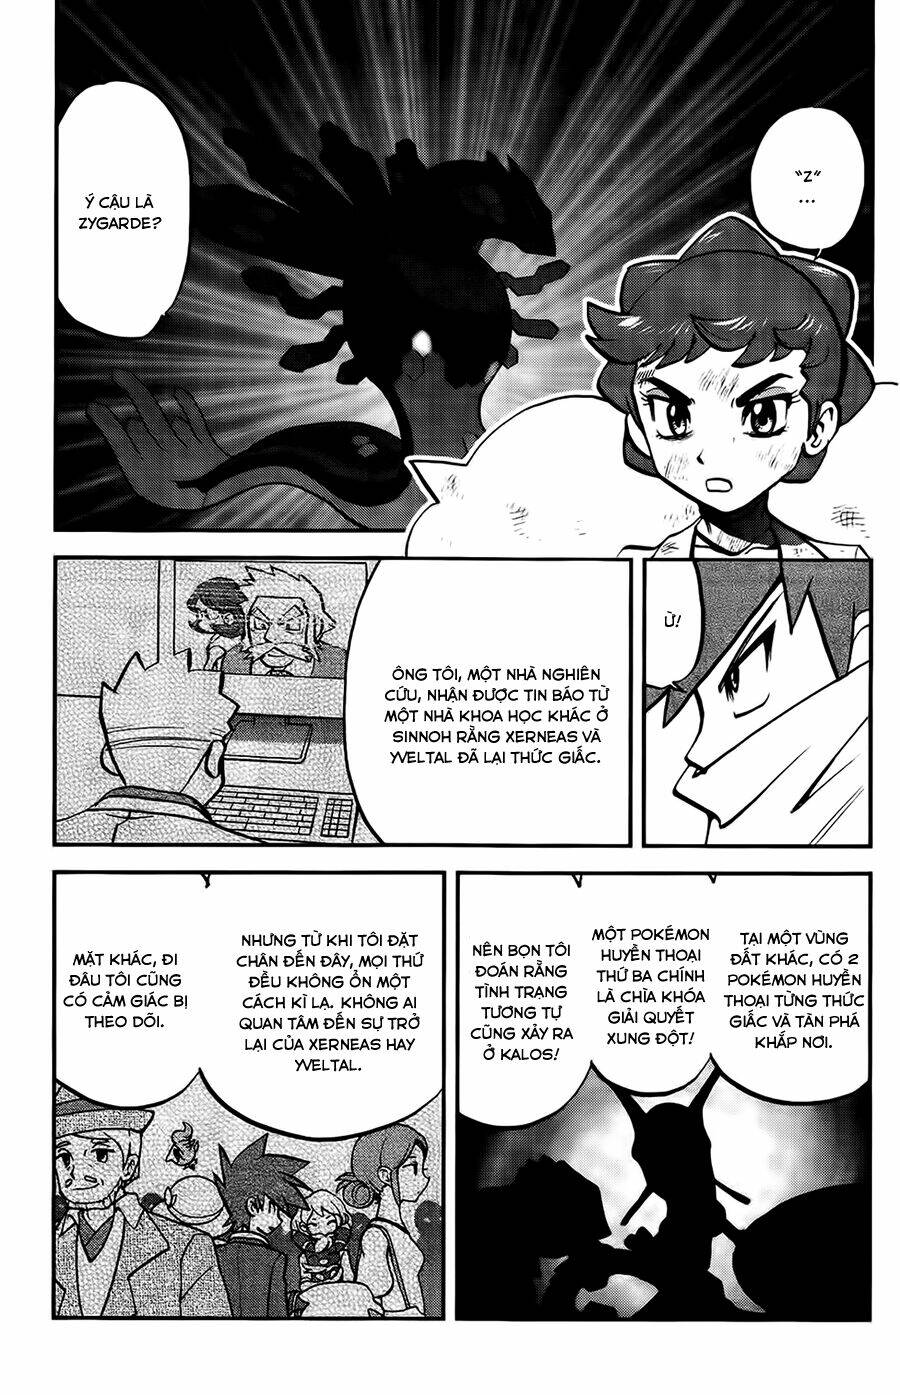 "Z"
...
Ý CẬU LÀ
ZYGARDE?
Ừ!
ÔNG TÔI, MỘT NHÀ NGHIÊN
CỨU, NHẬN ĐƯỢC TIN BÁO TỪ
MỘT NHÀ KHOA HỌC KHÁC Ở
SINNOH RẰNG XERNEAS VÀ
YVELTAL ĐÃ LẠI THỨC GIẤC.
TẠI MỘT VÙNG
ĐẤT KHÁC, CÓ 2
POKÉMON HUYỀN
THOẠI TỪNG THỨC
GIẤC VÀ TÀN PHÁ
KHẮP NƠI.
MỘT POKÉMON
HUYỀN THOẠI
THỨ BA CHÍNH
LÀ CHÌA KHÓA
GIẢI QUYẾT
XUNG ĐỘT!
NÊN BỌN TÔI
ĐOÁN RẰNG
TÌNH TRẠNG
TƯƠNG TỰ
CŨNG XẢY RA
Ở KALOS!
NHƯNG TỪ KHI TÔI ĐẶT
CHÂN ĐẾN ĐÂY, MỌI THỨ
ĐỀU KHÔNG ỔN MỘT
CÁCH KÌ LẠ. KHÔNG AI
QUAN TÂM ĐẾN SỰ TRỞ
LẠI CỦA XERNEAS HAY
YVELTAL.
MẶT KHÁC, ĐI
ĐÂU TÔI CŨNG
CÓ CẢM GIÁC BỊ
THEO DÕI.